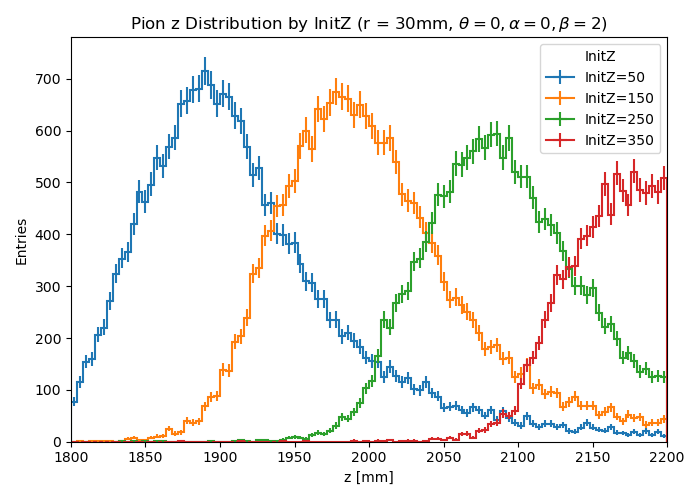 Pion z Distribution by InitZ (r = 30mm, θ = 0, α = 0, β = 2)
InitZ
InitZ=50
InitZ=150
InitZ=250
InitZ=350
Entries
700
600
500
400
300
200
100
0
1800 1850 1900 1950 2000 2050 2100 2150 2200
z [mm]